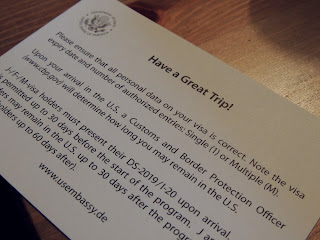 Have a Great Trip!
Please ensure that all personal data on your visa is correct. Note the visa
expiry date and number of authorized entries: Single (1) or Multiple (M).
Upon your arrival in the U.S. a Customs and Border Protection Officer
(www.cbp.gov) will determine how long you may remain in the U.S.
J-/F-/M-visa holders must present their DS-2019/I-20 upon arrival.
permitted up to 30 days before the start of the program. J
may remain in the U.S. up to 30 days after the
up to 60 days after).
www.usembassy.de